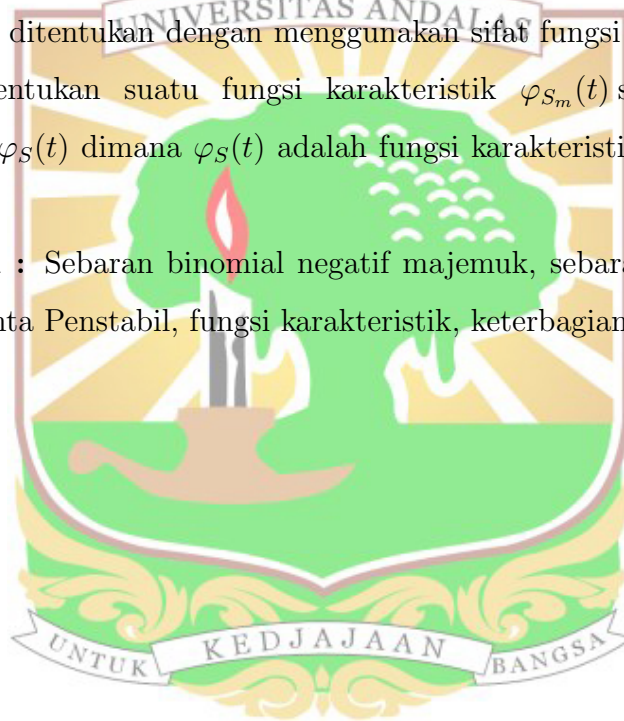 UNIVERSITAS ANDALAS
ditentukan dengan menggunakan sifat fungsi
entukan suatu fungsi karakteristik φ_{S_m}(t) s
φ_S(t) dimana φ_S(t) adalah fungsi karakteristi
: Sebaran binomial negatif majemuk, sebara
nta Penstabil, fungsi karakteristik, keterbagian
UNTUK KEDJAJAAN BANGSA